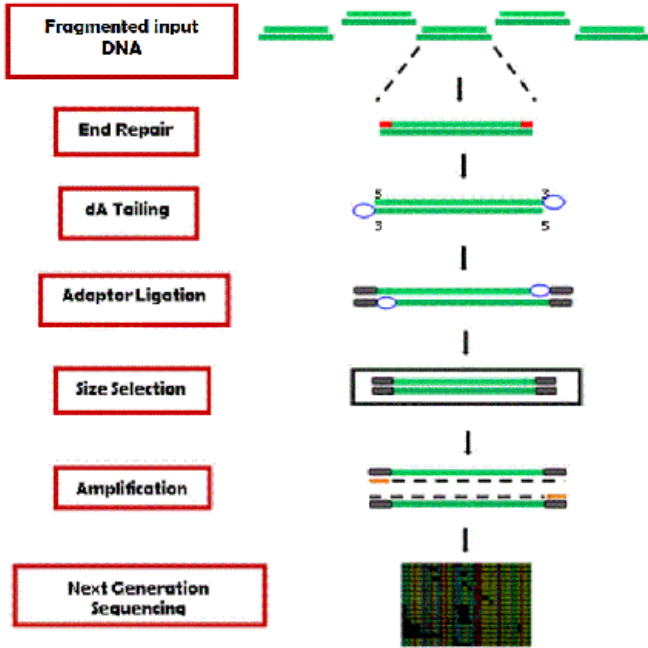 Fragmented input
DNA
End Repair
dA Tailing
5
3
3
5
Adaptor Ligation
Size Selection
Amplification
Next Generation
Sequencing